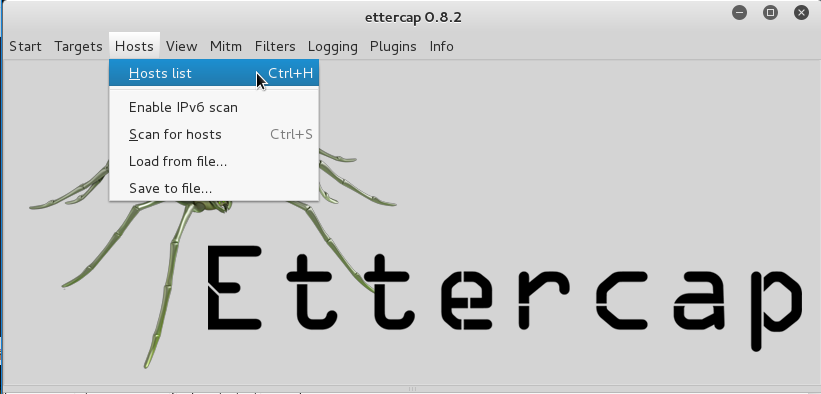 ettercap 0.8.2
Start Targets Hosts View Mitm Filters Logging Plugins Info
Hosts list Ctrl+H
Enable IPv6 scan
Scan for hosts Ctrl+S
Load from file...
Save to file...
Ettercap